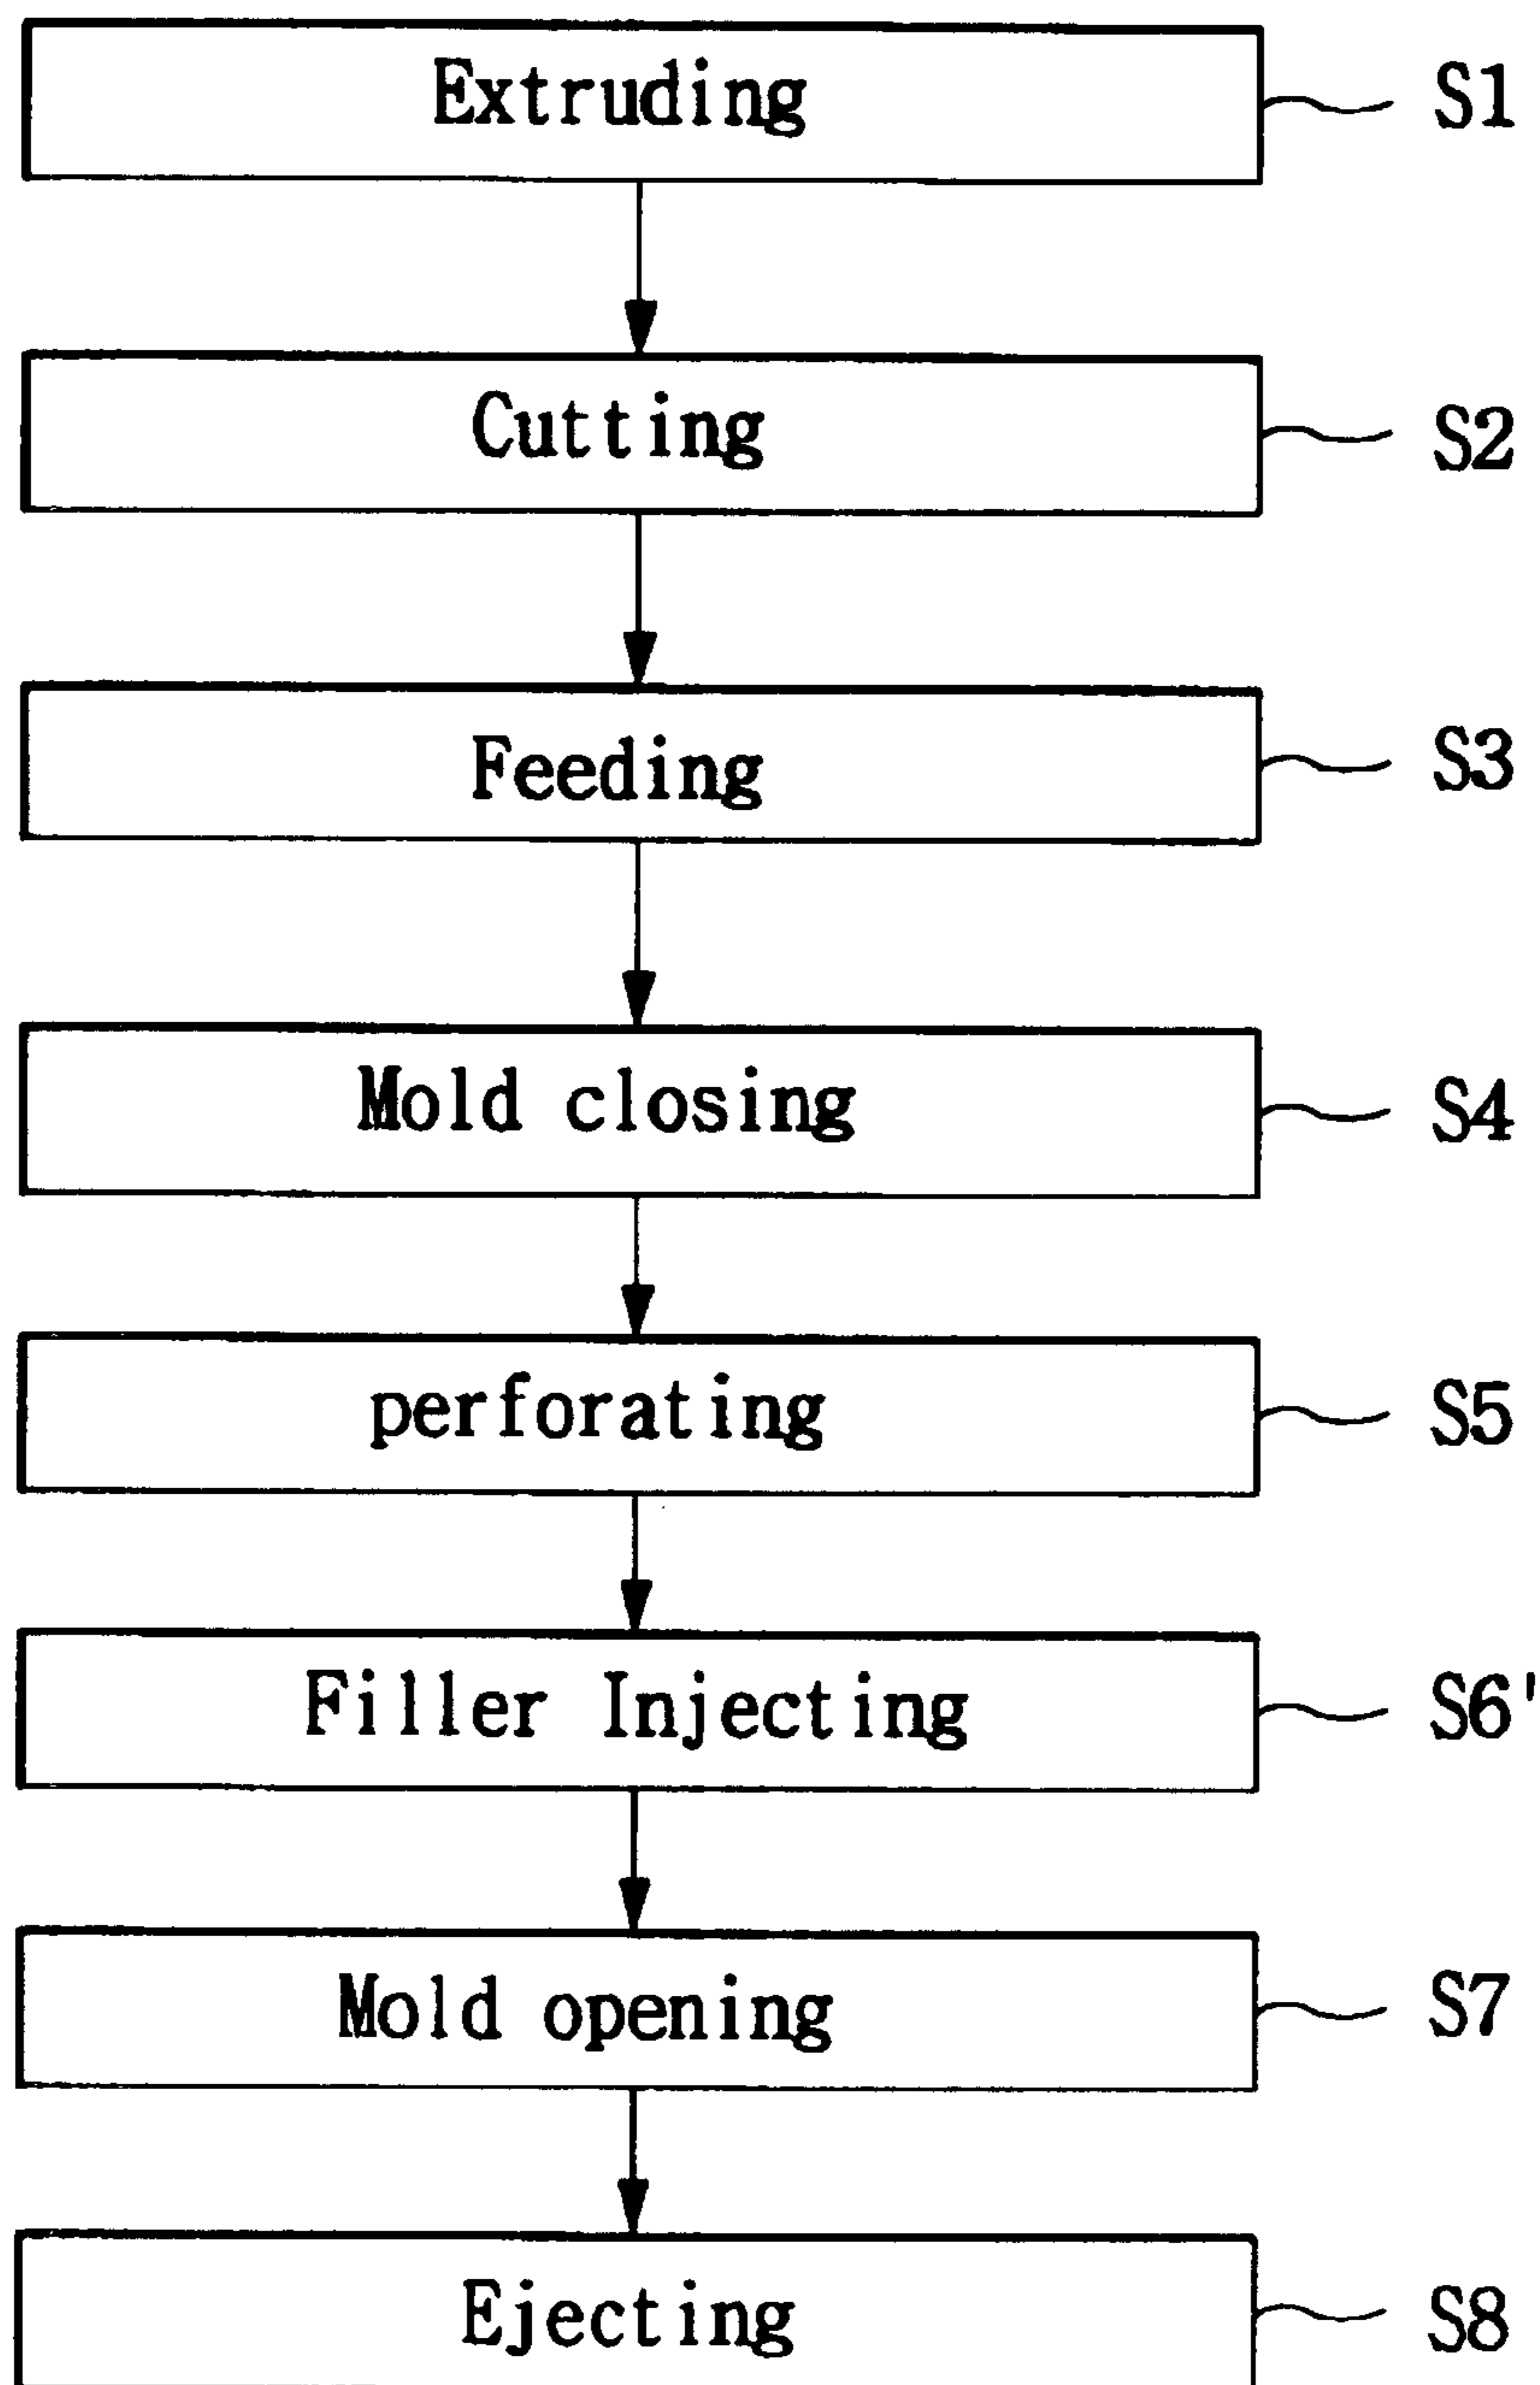 Extruding S1
Cutting S2
Feeding S3
Mold closing S4
perforating S5
Filler Injecting S6'
Mold opening S7
Ejecting S8